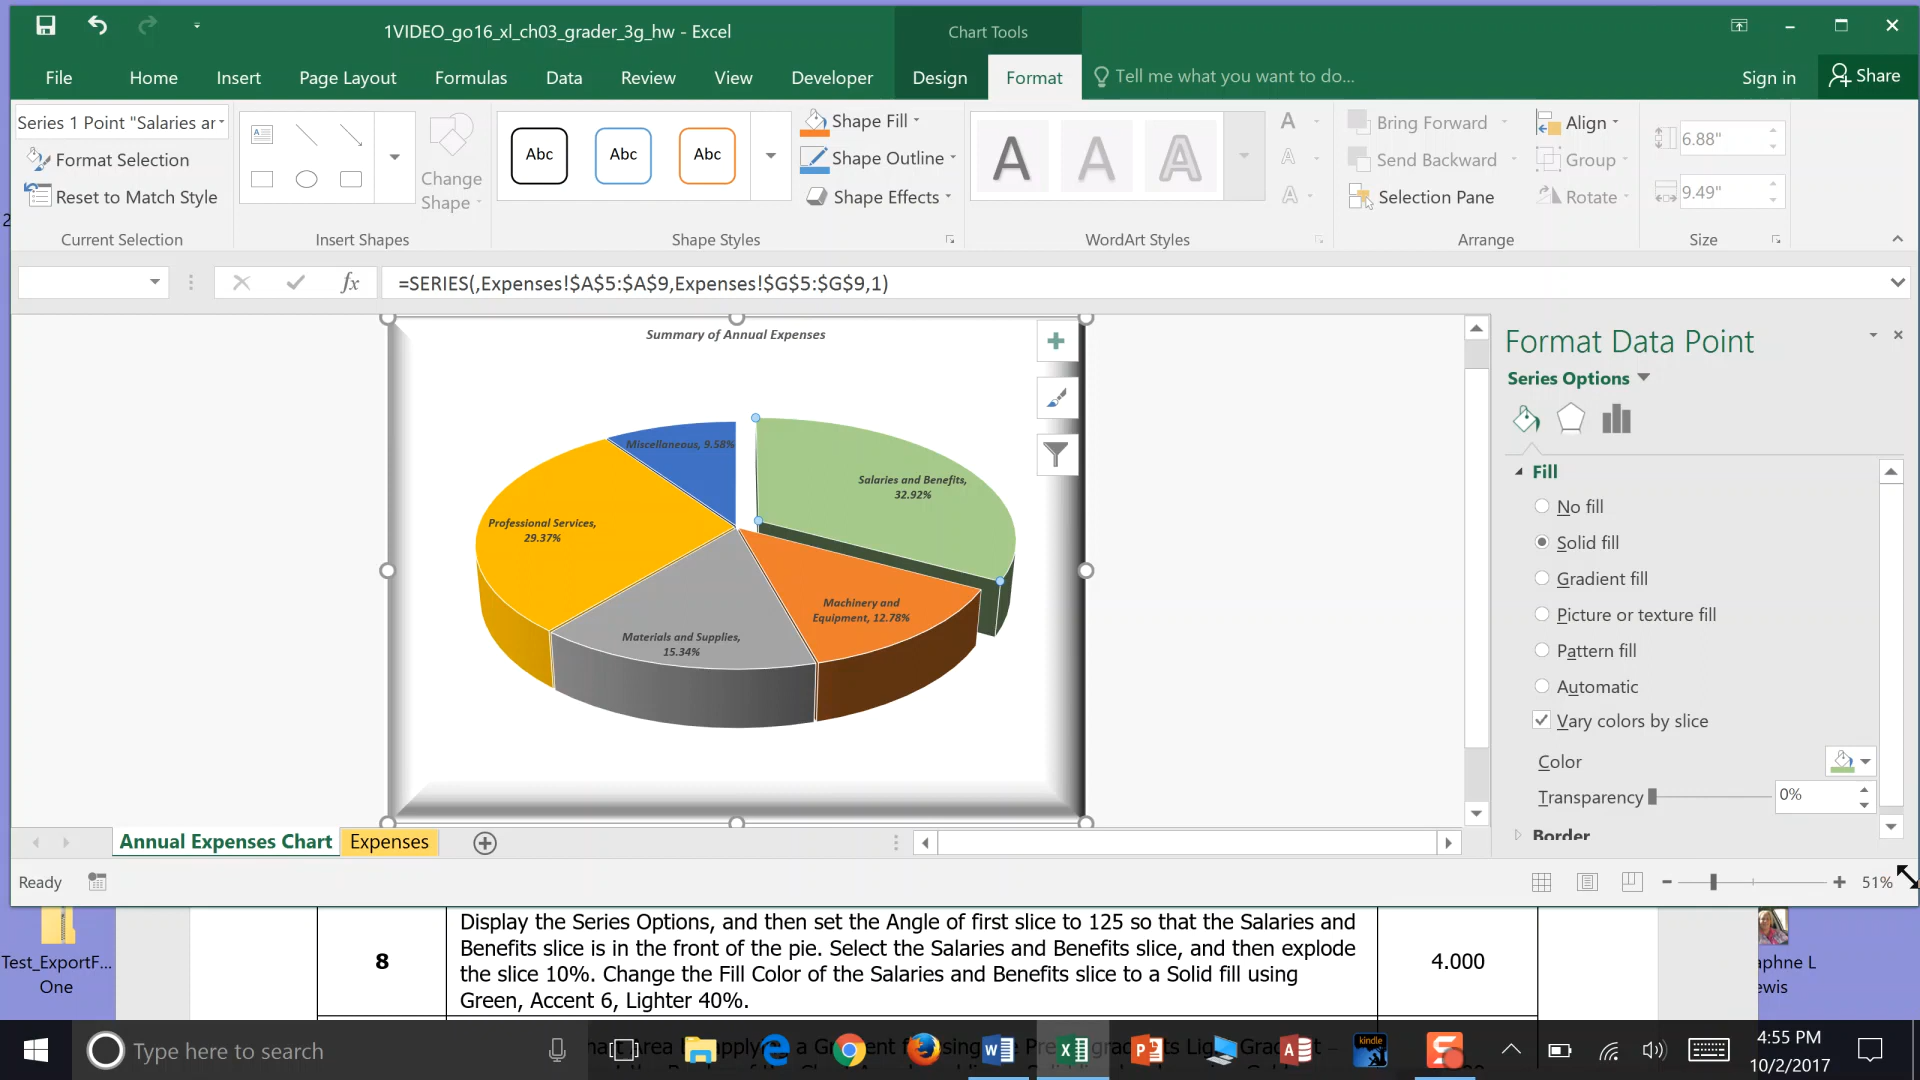 1VIDEO_go16_xl_ch03_grader_3g_hw - Excel
Chart Tools
File Home Insert Page Layout Formulas Data Review View Developer Design Format Tell me what you want to do... Sign in Share
Series 1 Point "Salaries ar
Format Selection
Reset to Match Style
Current Selection
Change
Shape
Insert Shapes
Abc Abc Abc
Shape Fill
Shape Outline
Shape Effects
Shape Styles
A A A
WordArt Styles
Bring Forward
Send Backward
Selection Pane
Align
Group
Rotate
Arrange
6.88"
9.49"
Size
fx =SERIES(,Expenses!$A$5:$A$9,Expenses!$G$5:$G$9,1)
Summary of Annual Expenses
Miscellaneous, 9.58%
Salaries and Benefits,
32.92%
Professional Services,
29.37%
Machinery and
Equipment, 12.78%
Materials and Supplies,
15.34%
Format Data Point
Series Options
Fill
No fill
Solid fill
Gradient fill
Picture or texture fill
Pattern fill
Automatic
Vary colors by slice
Color
Transparency 0%
Border
Annual Expenses Chart Expenses
Ready
51%
8
Display the Series Options, and then set the Angle of first slice to 125 so that the Salaries and
Benefits slice is in the front of the pie. Select the Salaries and Benefits slice, and then explode
the slice 10%. Change the Fill Color of the Salaries and Benefits slice to a Solid fill using
Green, Accent 6, Lighter 40%.
4.000
Test_ExportF...
One
aphne L
ewis
Type here to search
kindle
4:55 PM
10/2/2017